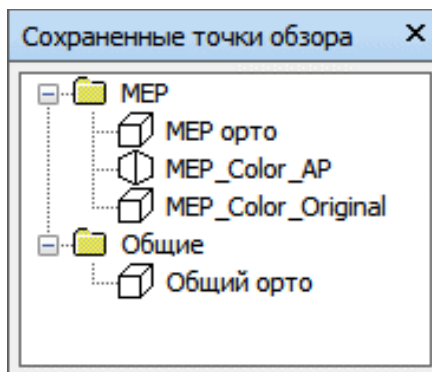 Сохраненные точки обзора
MEP
MEP орто
MEP_Color_AP
MEP_Color_Original
Общие
Общий орто